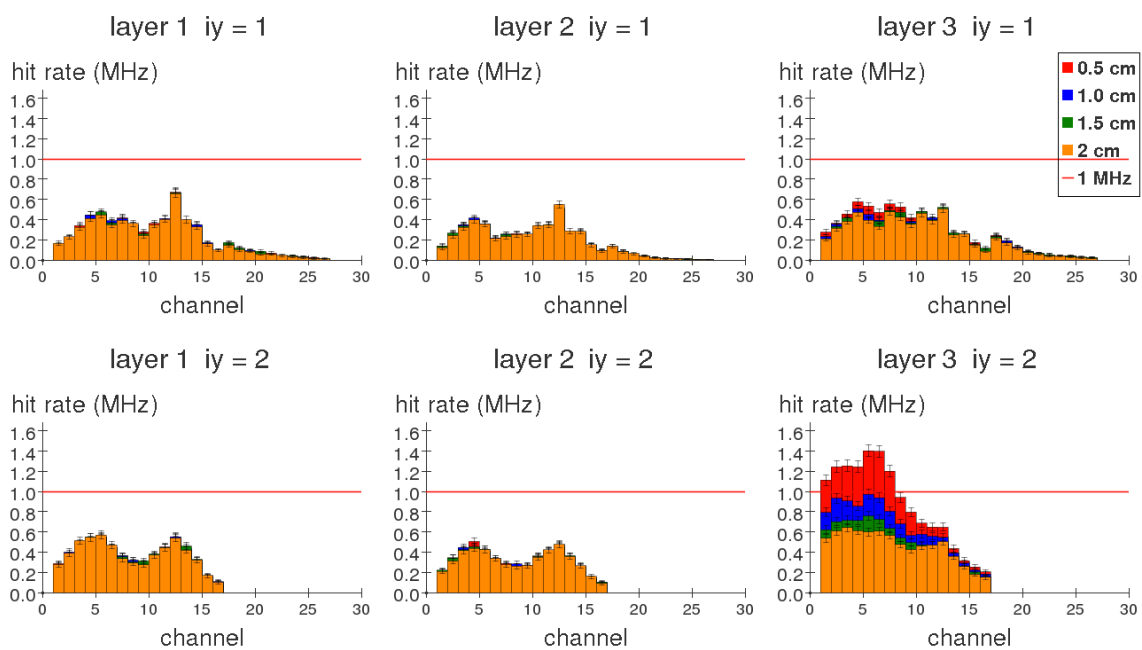 layer 1 iy = 1
hit rate (MHz)
1.6
1.4
1.2
1.0
0.8
0.6
0.4
0.2
0.0
0 5 10 15 20 25 30
channel
layer 2 iy = 1
hit rate (MHz)
1.6
1.4
1.2
1.0
0.8
0.6
0.4
0.2
0.0
0 5 10 15 20 25 30
channel
layer 3 iy = 1
hit rate (MHz)
1.6
1.4
1.2
1.0
0.8
0.6
0.4
0.2
0.0
0 5 10 15 20 25 30
channel
0.5 cm
1.0 cm
1.5 cm
2 cm
1 MHz
layer 1 iy = 2
hit rate (MHz)
1.6
1.4
1.2
1.0
0.8
0.6
0.4
0.2
0.0
0 5 10 15 20 25 30
channel
layer 2 iy = 2
hit rate (MHz)
1.6
1.4
1.2
1.0
0.8
0.6
0.4
0.2
0.0
0 5 10 15 20 25 30
channel
layer 3 iy = 2
hit rate (MHz)
1.6
1.4
1.2
1.0
0.8
0.6
0.4
0.2
0.0
0 5 10 15 20 25 30
channel